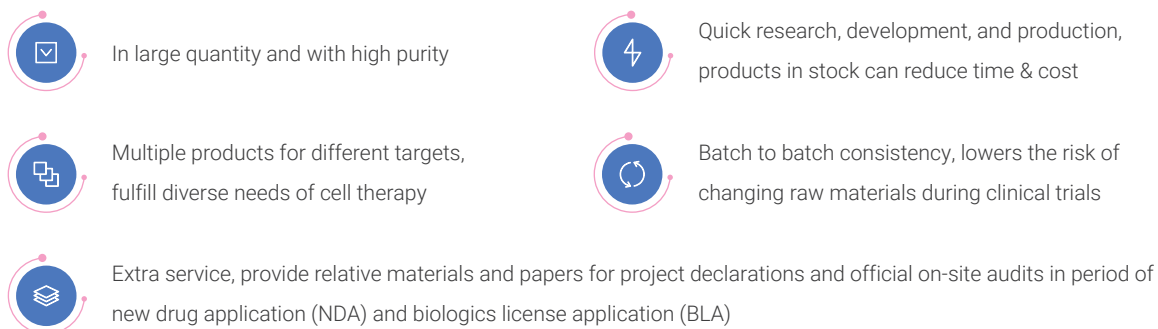 In large quantity and with high purity
Quick research, development, and production,
products in stock can reduce time & cost
Multiple products for different targets,
fulfill diverse needs of cell therapy
Batch to batch consistency, lowers the risk of
changing raw materials during clinical trials
Extra service, provide relative materials and papers for project declarations and official on-site audits in period of
new drug application (NDA) and biologics license application (BLA)